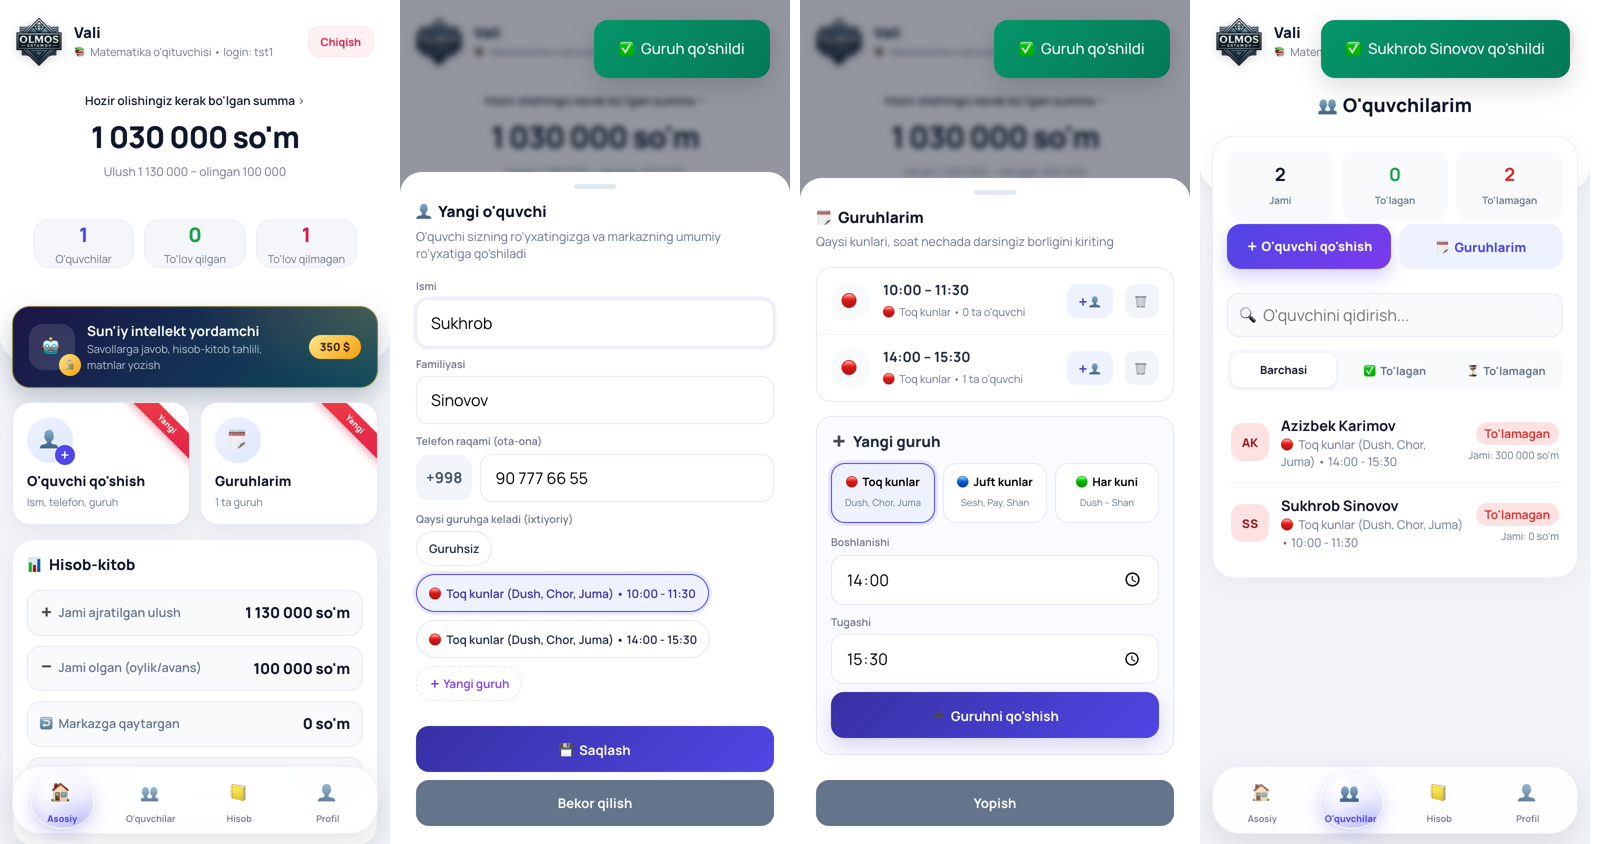 OLMOS
XATAMOV
Vali
Matematika o'qituvchisi • login: tst1
Chiqish
Hozir olishingiz kerak bo'lgan summa ›
1 030 000 so'm
Ulush 1 130 000 – olingan 100 000
1
O'quvchilar
0
To'lov qilgan
1
To'lov qilmagan
Sun'iy intellekt yordamchi
Savollarga javob, hisob-kitob tahlili,
matnlar yozish
350 $
Yangi
O'quvchi qo'shish
Ism, telefon, guruh
Yangi
Guruhlarim
1 ta guruh
Hisob-kitob
Jami ajratilgan ulush
1 130 000 so'm
Jami olgan (oylik/avans)
100 000 so'm
Markazga qaytargan
0 so'm
Asosiy
O'quvchilar
Hisob
Profil
Guruh qo'shildi
1 030 000 so'm
Yangi o'quvchi
O'quvchi sizning ro'yxatingizga va markazning umumiy
ro'yxatiga qo'shiladi
Ismi
Sukhrob
Familiyasi
Sinovov
Telefon raqami (ota-ona)
+998
90 777 66 55
Qaysi guruhga keladi (ixtiyoriy)
Guruhsiz
Toq kunlar (Dush, Chor, Juma) • 10:00 - 11:30
Toq kunlar (Dush, Chor, Juma) • 14:00 - 15:30
+ Yangi guruh
Saqlash
Bekor qilish
Guruh qo'shildi
1 030 000 so'm
Guruhlarim
Qaysi kunlari, soat nechada darsingiz borligini kiriting
10:00 – 11:30
Toq kunlar • 0 ta o'quvchi
14:00 – 15:30
Toq kunlar • 1 ta o'quvchi
Yangi guruh
Toq kunlar
Dush, Chor, Juma
Juft kunlar
Sesh, Pay, Shan
Har kuni
Dush – Shan
Boshlanishi
14:00
Tugashi
15:30
Guruhni qo'shish
Yopish
OLMOS
XATAMOV
Vali
Mater
Sukhrob Sinovov qo'shildi
O'quvchilarim
2
Jami
0
To'lagan
2
To'lamagan
+ O'quvchi qo'shish
Guruhlarim
O'quvchini qidirish...
Barchasi
To'lagan
To'lamagan
AK
Azizbek Karimov
Toq kunlar (Dush, Chor,
Juma) • 14:00 - 15:30
To'lamagan
Jami: 300 000 so'm
SS
Sukhrob Sinovov
Toq kunlar (Dush, Chor, Juma)
• 10:00 - 11:30
To'lamagan
Jami: 0 so'm
Asosiy
O'quvchilar
Hisob
Profil